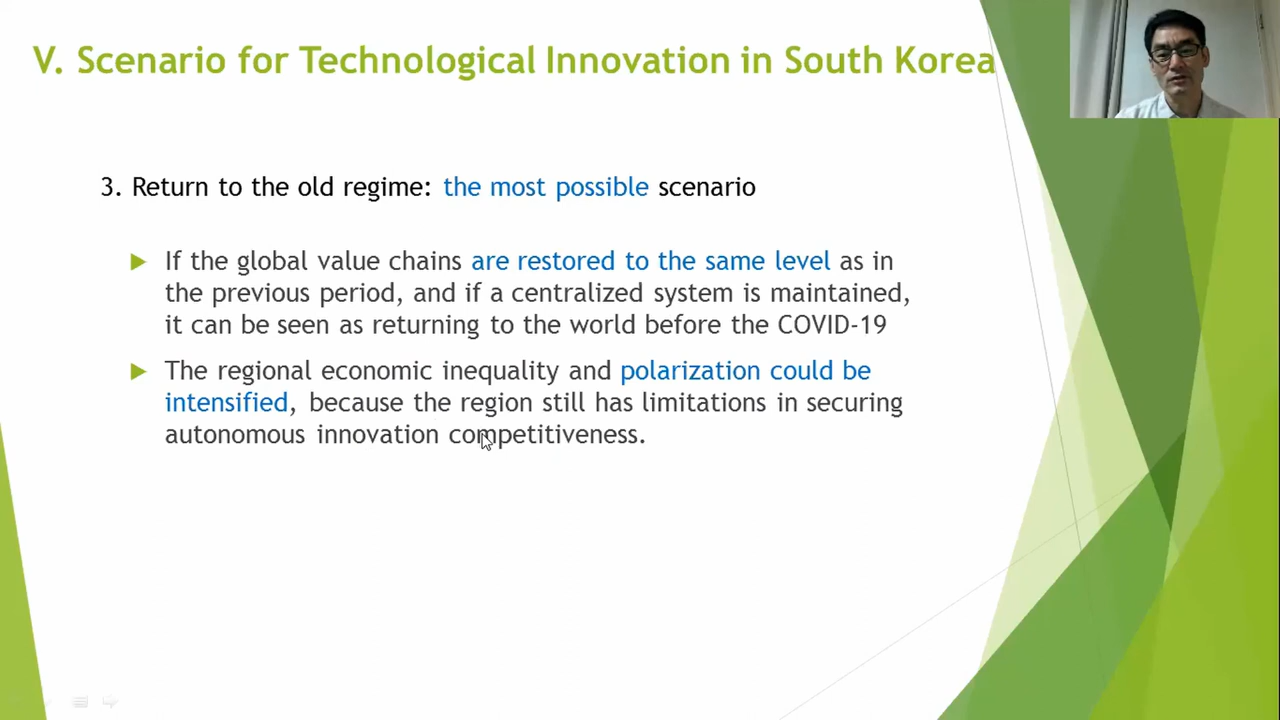 V. Scenario for Technological Innovation in South Korea
3. Return to the old regime: the most possible scenario
If the global value chains are restored to the same level as in
the previous period, and if a centralized system is maintained,
it can be seen as returning to the world before the COVID-19
The regional economic inequality and polarization could be
intensified, because the region still has limitations in securing
autonomous innovation competitiveness.